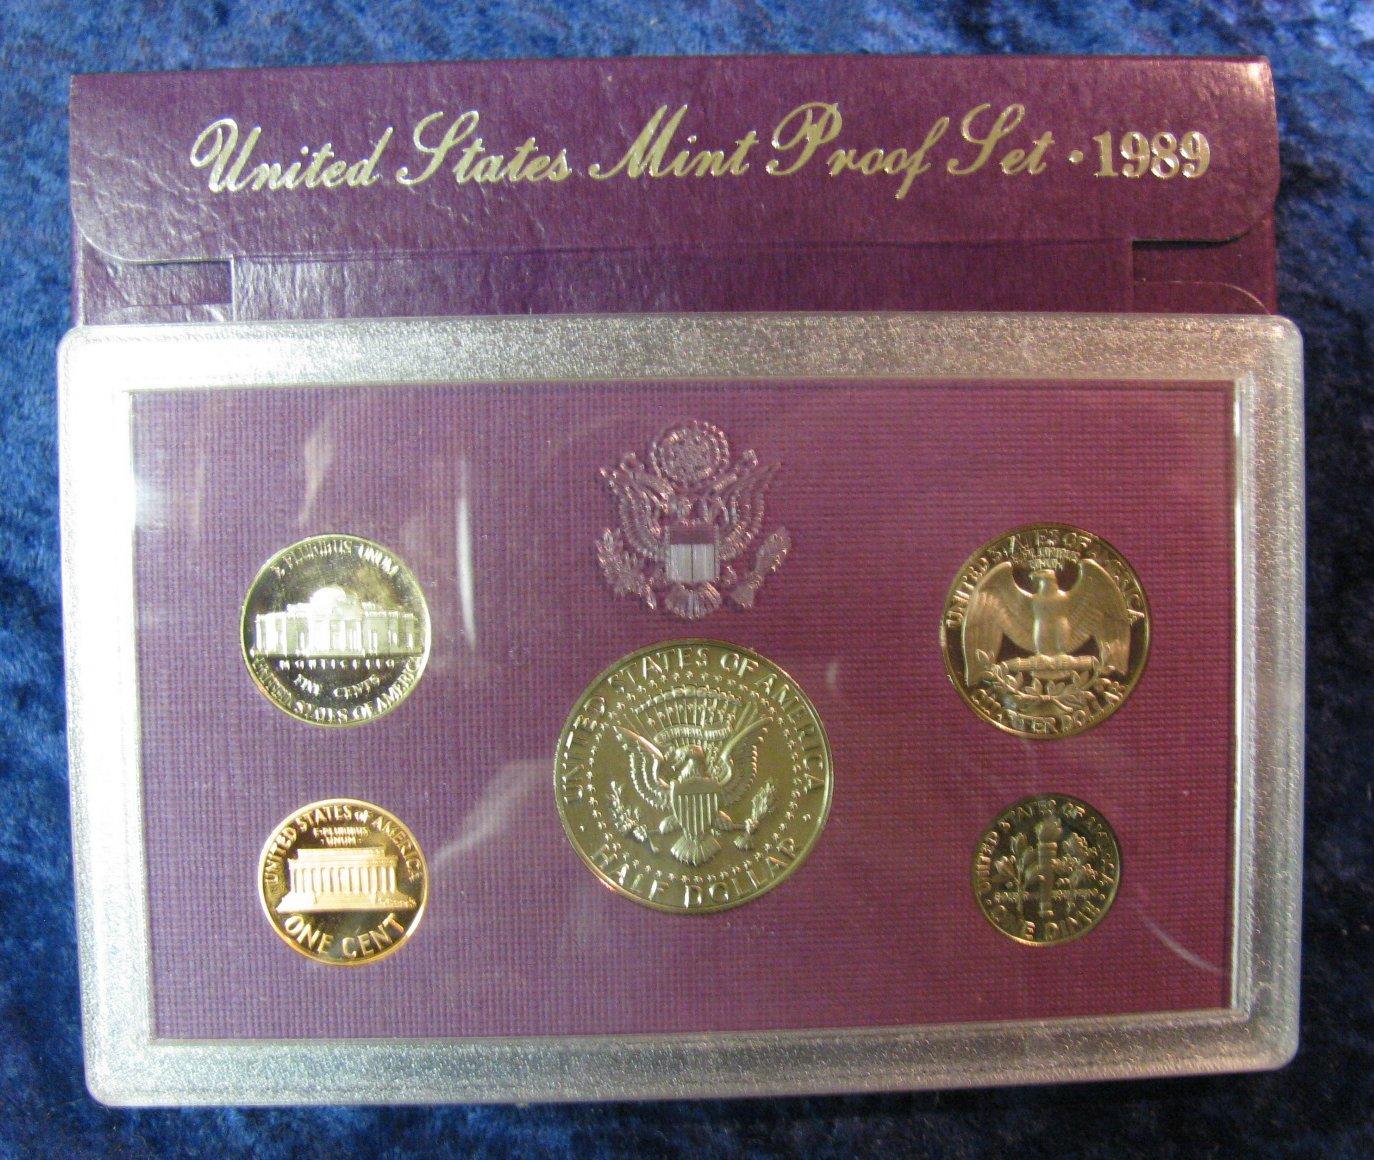 United States Mint Proof Set · 1989
E PLURIBUS UNUM
MONTICELLO
FIVE CENTS
UNITED STATES OF AMERICA
UNITED STATES OF AMERICA
E PLURIBUS
UNUM
QUARTER DOLLAR
UNITED STATES OF AMERICA
HALF DOLLAR
UNITED STATES OF AMERICA
E PLURIBUS
UNUM
ONE CENT
UNITED STATES OF AMERICA
ONE DIME